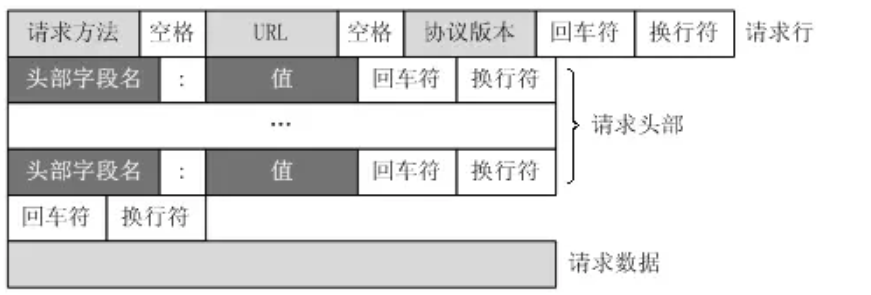 请求方法 空格 URL 空格 协议版本 回车符 换行符 请求行
头部字段名 : 值 回车符 换行符
… 请求头部
头部字段名 : 值 回车符 换行符
回车符 换行符
请求数据